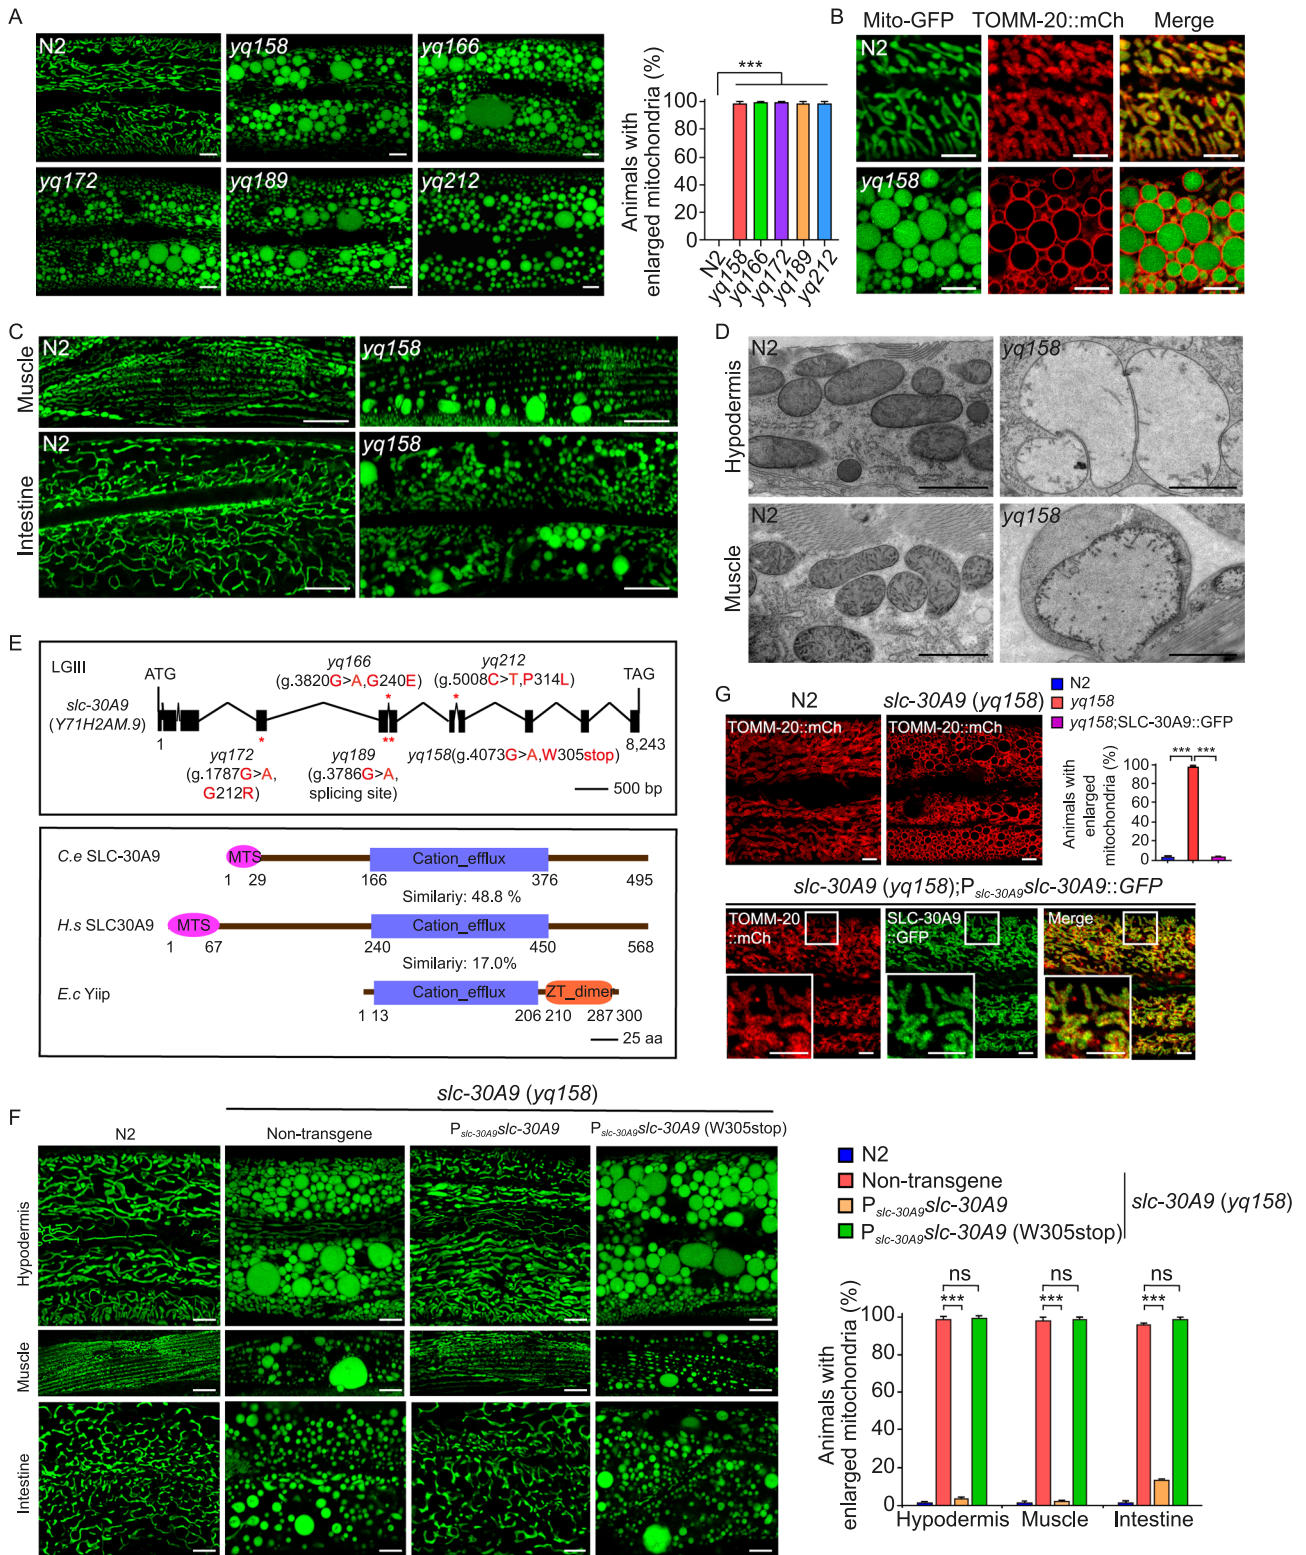 A
N2
yq158
yq166
yq172
yq189
yq212
Animals with
enlarged mitochondria (%)
***
100
80
60
40
20
0
N2
yq158
yq166
yq172
yq189
yq212
B
Mito-GFP
TOMM-20::mCh
Merge
N2
yq158
C
Muscle
N2
yq158
Intestine
N2
yq158
D
Hypodermis
N2
yq158
Muscle
N2
yq158
E
LGIII
ATG
yq166
(g.3820G>A,G240E)
yq212
(g.5008C>T,P314L)
TAG
slc-30A9
(Y71H2AM.9)
*
*
1
*
**
8,243
yq172
(g.1787G>A,
G212R)
yq189
(g.3786G>A,
splicing site)
yq158(g.4073G>A,W305stop)
500 bp
C.e SLC-30A9
MTS
Cation_efflux
1 29 166 376 495
Similariy: 48.8 %
H.s SLC30A9
MTS
Cation_efflux
1 67 240 450 568
Similariy: 17.0%
E.c Yiip
Cation_efflux
ZT_dimer
1 13 206 210 287 300
25 aa
G
N2
slc-30A9 (yq158)
TOMM-20::mCh
TOMM-20::mCh
N2
yq158
yq158;SLC-30A9::GFP
Animals with
enlarged
mitochondria (%)
*** ***
100
80
60
40
20
0
slc-30A9 (yq158);Pslc-30A9slc-30A9::GFP
TOMM-20
::mCh
SLC-30A9
::GFP
Merge
F
slc-30A9 (yq158)
N2
Non-transgene
Pslc-30A9slc-30A9
Pslc-30A9slc-30A9 (W305stop)
Hypodermis
Muscle
Intestine
N2
Non-transgene
Pslc-30A9slc-30A9
Pslc-30A9slc-30A9 (W305stop)
slc-30A9 (yq158)
Animals with
enlarged mitochondria (%)
ns
***
ns
***
ns
***
100
80
60
40
20
0
Hypodermis
Muscle
Intestine